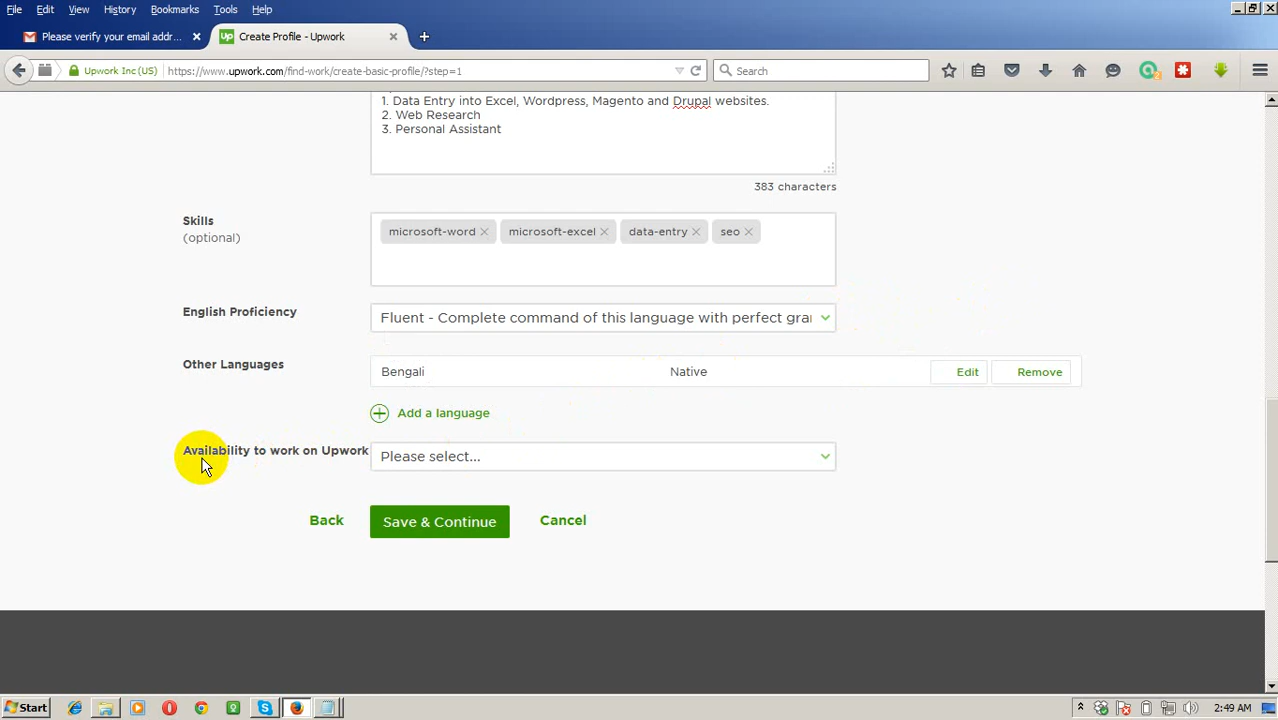 File Edit View History Bookmarks Tools Help
Please verify your email addr...
Create Profile - Upwork
Upwork Inc (US)
https://www.upwork.com/find-work/create-basic-profile/?step=1
Search
1. Data Entry into Excel, Wordpress, Magento and Drupal websites.
2. Web Research
3. Personal Assistant
383 characters
Skills
(optional)
microsoft-word microsoft-excel data-entry seo
English Proficiency
Fluent - Complete command of this language with perfect gra
Other Languages
Bengali Native Edit Remove
Add a language
Availability to work on Upwork
Please select...
Back Save & Continue Cancel
Start
2:49 AM